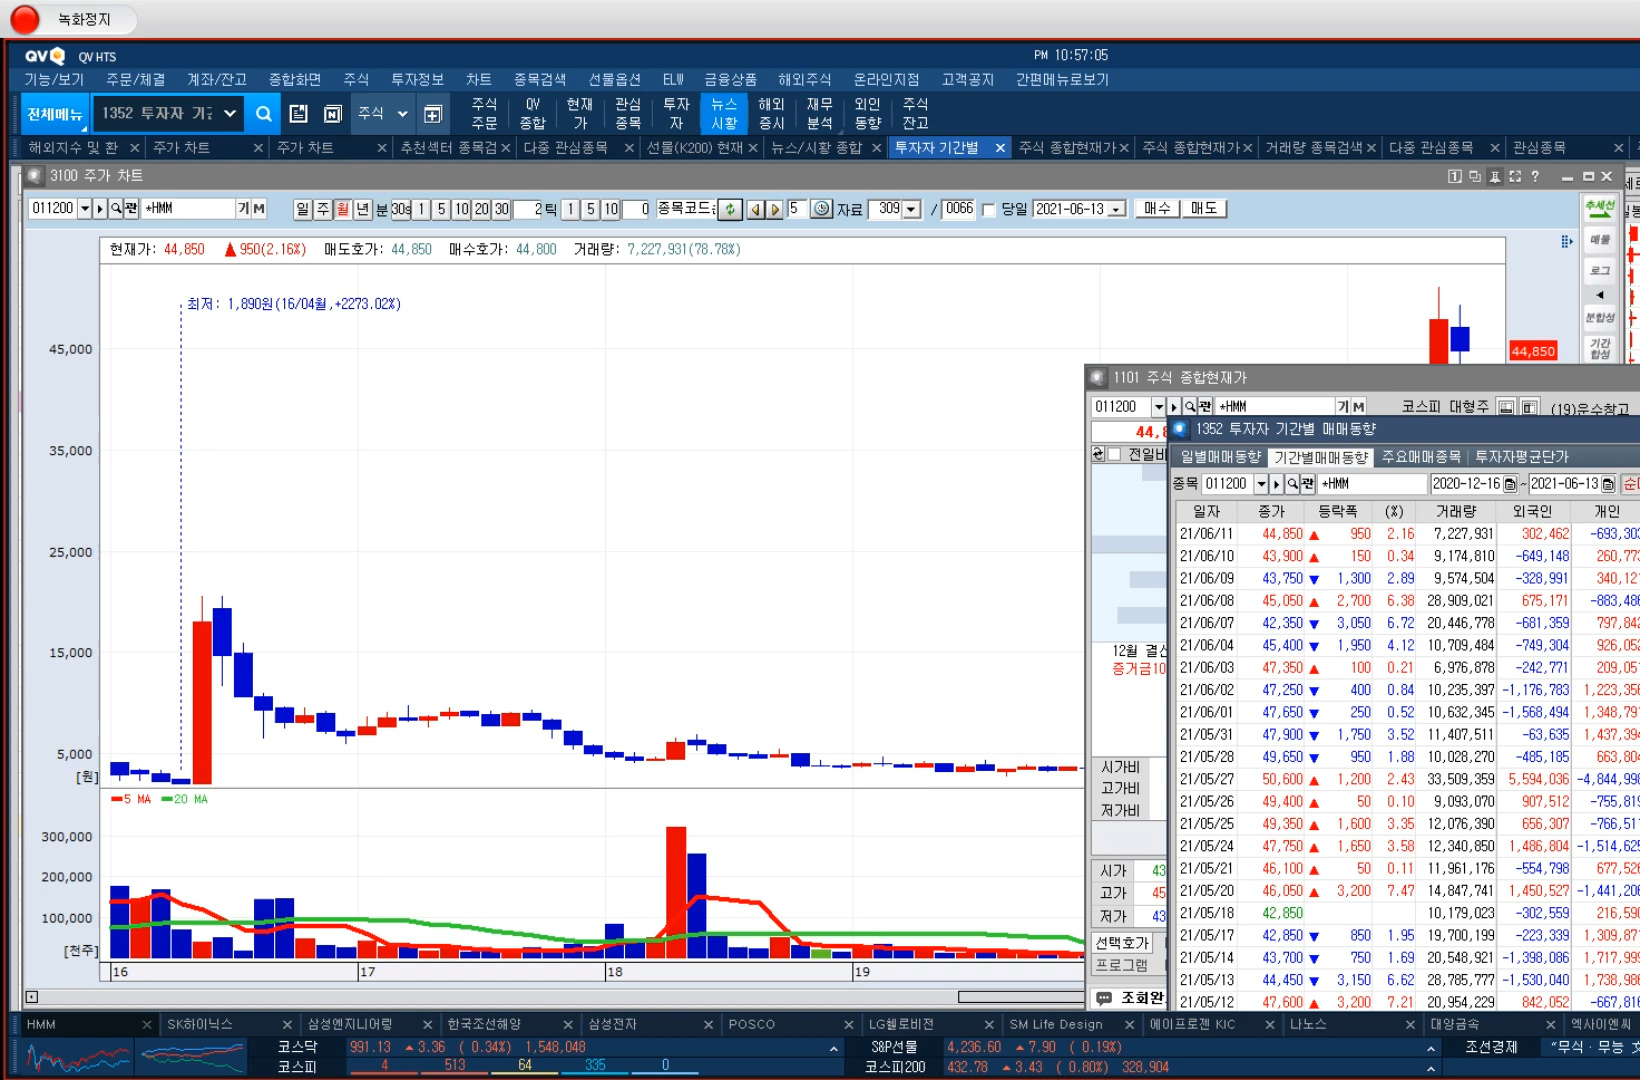 녹화정지
QV QV HTS PM 10:57:05
기능/보기 주문/체결 계좌/잔고 종합화면 주식 투자정보 차트 종목검색 선물옵션 ELW 금융상품 해외주식 온라인지점 고객공지 간편메뉴로보기
전체메뉴 1352 투자자 기 주식 주식 주문 QV 종합 현재가 관심 종목 투자자 뉴스 시황 해외 증시 재무 분석 외인 동향 주식 잔고
해외지수 및 환 주가 차트 주가 차트 추천섹터 종목검 다중 관심종목 선물(K200) 현재 뉴스/시황 종합 투자자 기간별 주식 종합현재가 주식 종합현재가 거래량 종목검색 다중 관심종목 관심종목
3100 주가 차트
011200 관 *HMM 기 M 일 주 월 년 분 30s 1 5 10 20 30 2 틱 1 5 10 0 종목코드 5 자료 309 / 0066 당일 2021-06-13 매수 매도
추세선
매물
로그
분합성
기간
합성
현재가: 44,850 ▲ 950(2.16%) 매도호가: 44,850 매수호가: 44,800 거래량: 7,227,931(78.78%)
최저: 1,890원(16/04월,+2273.02%)
45,000
44,850
35,000
25,000
15,000
5,000
[원]
5 MA 20 MA
300,000
200,000
100,000
[천주]
16 17 18 19
1101 주식 종합현재가
011200 관 *HMM 기 M 코스피 대형주 (19)운수창고
44,8
전일비
12월 결산
증거금10
시가비
고가비
저가비
시가 43
고가 45
저가 43
선택호가
프로그램
조회완
1352 투자자 기간별 매매동향
일별매매동향 기간별매매동향 주요매매종목 투자자평균단가
종목 011200 관 *HMM 2020-12-16 ~ 2021-06-13
일자 종가 등락폭 (%) 거래량 외국인 개인
21/06/11 44,850 ▲ 950 2.16 7,227,931 302,462 -693,303
21/06/10 43,900 ▲ 150 0.34 9,174,810 -649,148 260,773
21/06/09 43,750 ▼ 1,300 2.89 9,574,504 -328,991 340,121
21/06/08 45,050 ▲ 2,700 6.38 28,909,021 675,171 -883,486
21/06/07 42,350 ▼ 3,050 6.72 20,446,778 -681,359 797,842
21/06/04 45,400 ▼ 1,950 4.12 10,709,484 -749,304 926,052
21/06/03 47,350 ▲ 100 0.21 6,976,878 -242,771 209,051
21/06/02 47,250 ▼ 400 0.84 10,235,397 -1,176,783 1,223,356
21/06/01 47,650 ▼ 250 0.52 10,632,345 -1,568,494 1,348,791
21/05/31 47,900 ▼ 1,750 3.52 11,407,511 -63,635 1,437,394
21/05/28 49,650 ▼ 950 1.88 10,028,270 -485,185 663,804
21/05/27 50,600 ▲ 1,200 2.43 33,509,359 5,594,036 -4,844,998
21/05/26 49,400 ▲ 50 0.10 9,093,070 907,512 -755,819
21/05/25 49,350 ▲ 1,600 3.35 12,076,390 656,307 -766,511
21/05/24 47,750 ▲ 1,650 3.58 12,340,850 1,486,804 -1,514,625
21/05/21 46,100 ▲ 50 0.11 11,961,176 -554,798 677,526
21/05/20 46,050 ▲ 3,200 7.47 14,847,741 1,450,527 -1,441,206
21/05/18 42,850 10,179,023 -302,559 216,590
21/05/17 42,850 ▼ 850 1.95 19,700,199 -223,339 1,309,871
21/05/14 43,700 ▼ 750 1.69 20,548,921 -1,398,086 1,717,999
21/05/13 44,450 ▼ 3,150 6.62 28,785,777 -1,530,040 1,738,986
21/05/12 47,600 ▲ 3,200 7.21 20,954,229 842,052 -667,816
HMM SK하이닉스 삼성엔지니어링 한국조선해양 삼성전자 POSCO LG헬로비전 SM Life Design 에이프로젠 KIC 나노스 대양금속 엑사이엔씨
코스닥 991.13 ▲ 3.36 ( 0.34%) 1,548,048 S&P선물 4,236.60 ▲ 7.90 ( 0.19%) 조선경제 "무식·무능
코스피 4 513 64 335 0 코스피200 432.78 ▲ 3.43 ( 0.80%) 328,904